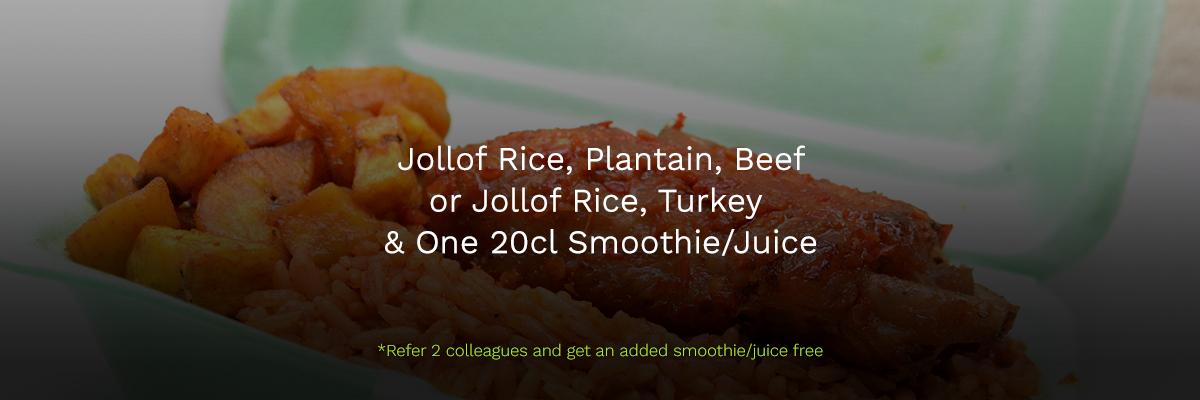 Jollof Rice, Plantain, Beef
or Jollof Rice, Turkey
& One 20cl Smoothie/Juice
*Refer 2 colleagues and get an added smoothie/juice free